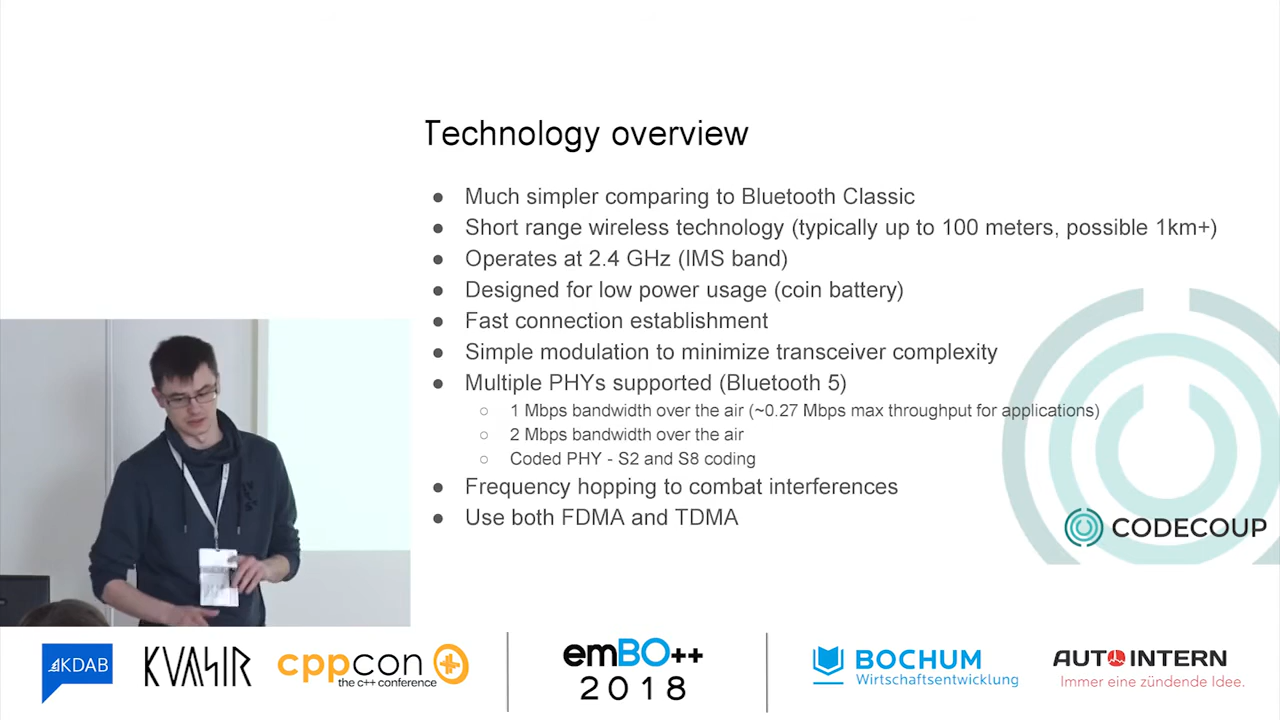 Technology overview
● Much simpler comparing to Bluetooth Classic
● Short range wireless technology (typically up to 100 meters, possible 1km+)
● Operates at 2.4 GHz (IMS band)
● Designed for low power usage (coin battery)
● Fast connection establishment
● Simple modulation to minimize transceiver complexity
● Multiple PHYs supported (Bluetooth 5)
○ 1 Mbps bandwidth over the air (~0.27 Mbps max throughput for applications)
○ 2 Mbps bandwidth over the air
○ Coded PHY - S2 and S8 coding
● Frequency hopping to combat interferences
● Use both FDMA and TDMA
CODECOUP
KDAB
KVASIR
cppcon
the c++ conference
emBO++
2018
BOCHUM
Wirtschaftsentwicklung
AUTOINTERN
Immer eine zündende Idee.